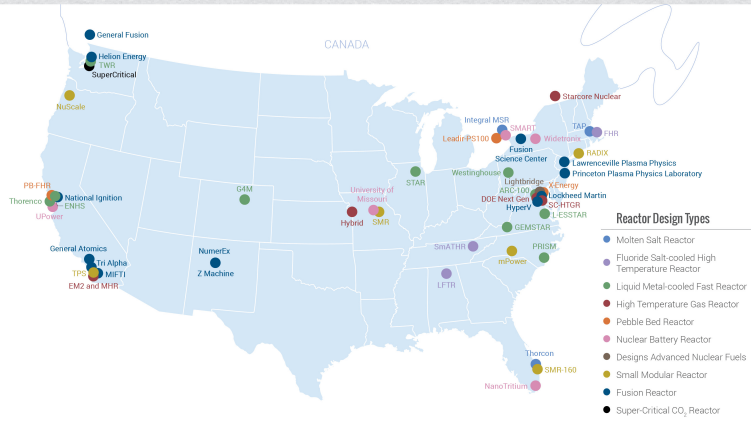 General Fusion
CANADA
Helion Energy
TWR
SuperCritical
NuScale
Starcore Nuclear
Integral MSR
SMART
Leadir-PS100
Widetronix
Fusion
Science Center
TAP
FHR
RADIX
Lawrenceville Plasma Physics
Princeton Plasma Physics Laboratory
Westinghouse
STAR
Lightbridge
ARC-100
X-Energy
DOE Next Gen
Lockheed Martin
HyperV
SC-HTGR
L-ESSTAR
GEMSTAR
PB-FHR
National Ignition
Thorenco
ENHS
UPower
G4M
University of
Missouri
Hybrid
SMR
General Atomics
Tri Alpha
TPS
MIFTI
EM2 and MHR
NumerEx
Z Machine
SmATHR
mPower
PRISM
LFTR
Thorcon
SMR-160
NanoTritium
Reactor Design Types
Molten Salt Reactor
Fluoride Salt-cooled High
Temperature Reactor
Liquid Metal-cooled Fast Reactor
High Temperature Gas Reactor
Pebble Bed Reactor
Nuclear Battery Reactor
Designs Advanced Nuclear Fuels
Small Modular Reactor
Fusion Reactor
Super-Critical CO₂ Reactor